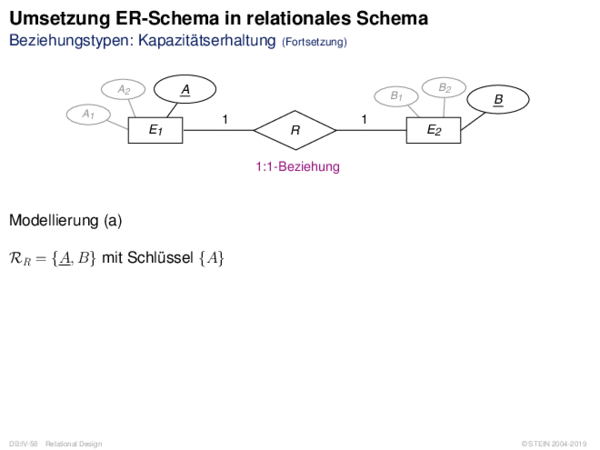 Umsetzung ER-Schema in relationales Schema
Beziehungstypen: Kapazitätserhaltung (Fortsetzung)
A₁ A₂ A B₁ B₂ B
E₁ 1 R 1 E₂
1:1-Beziehung
Modellierung (a)
𝓡_R = {A, B} mit Schlüssel {A}
DB:IV-58 Relational Design © STEIN 2004-2019